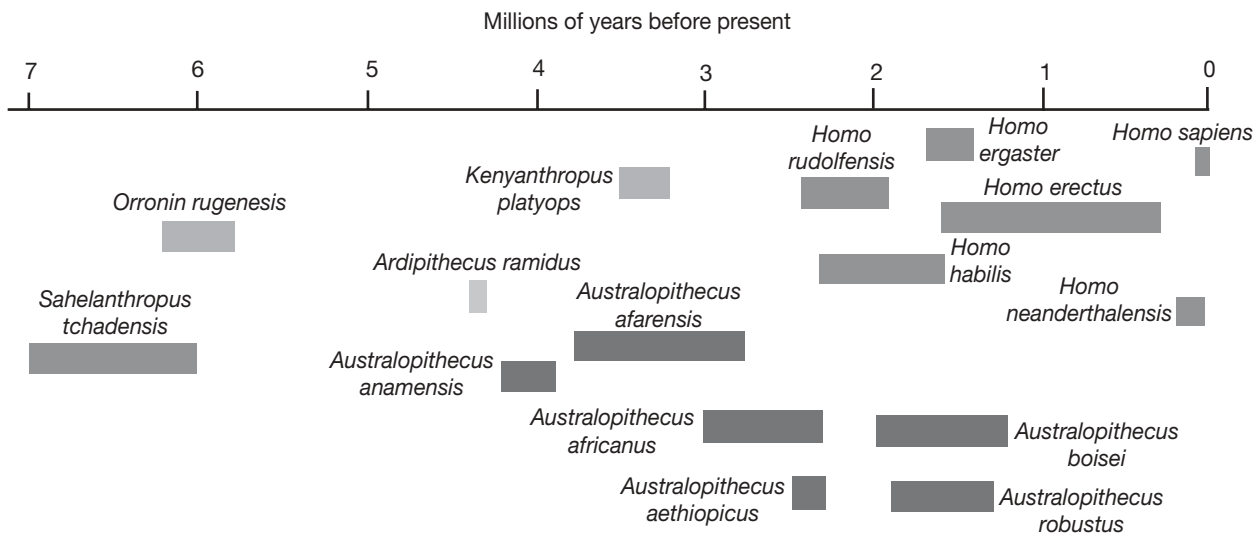 Millions of years before present
7 6 5 4 3 2 1 0
Homo
rudolfensis
Homo
ergaster
Homo sapiens
Kenyanthropus
platyops
Homo erectus
Orronin rugenesis
Homo
habilis
Ardipithecus ramidus
Homo
neanderthalensis
Sahelanthropus
tchadensis
Australopithecus
afarensis
Australopithecus
anamensis
Australopithecus
africanus
Australopithecus
boisei
Australopithecus
aethiopicus
Australopithecus
robustus